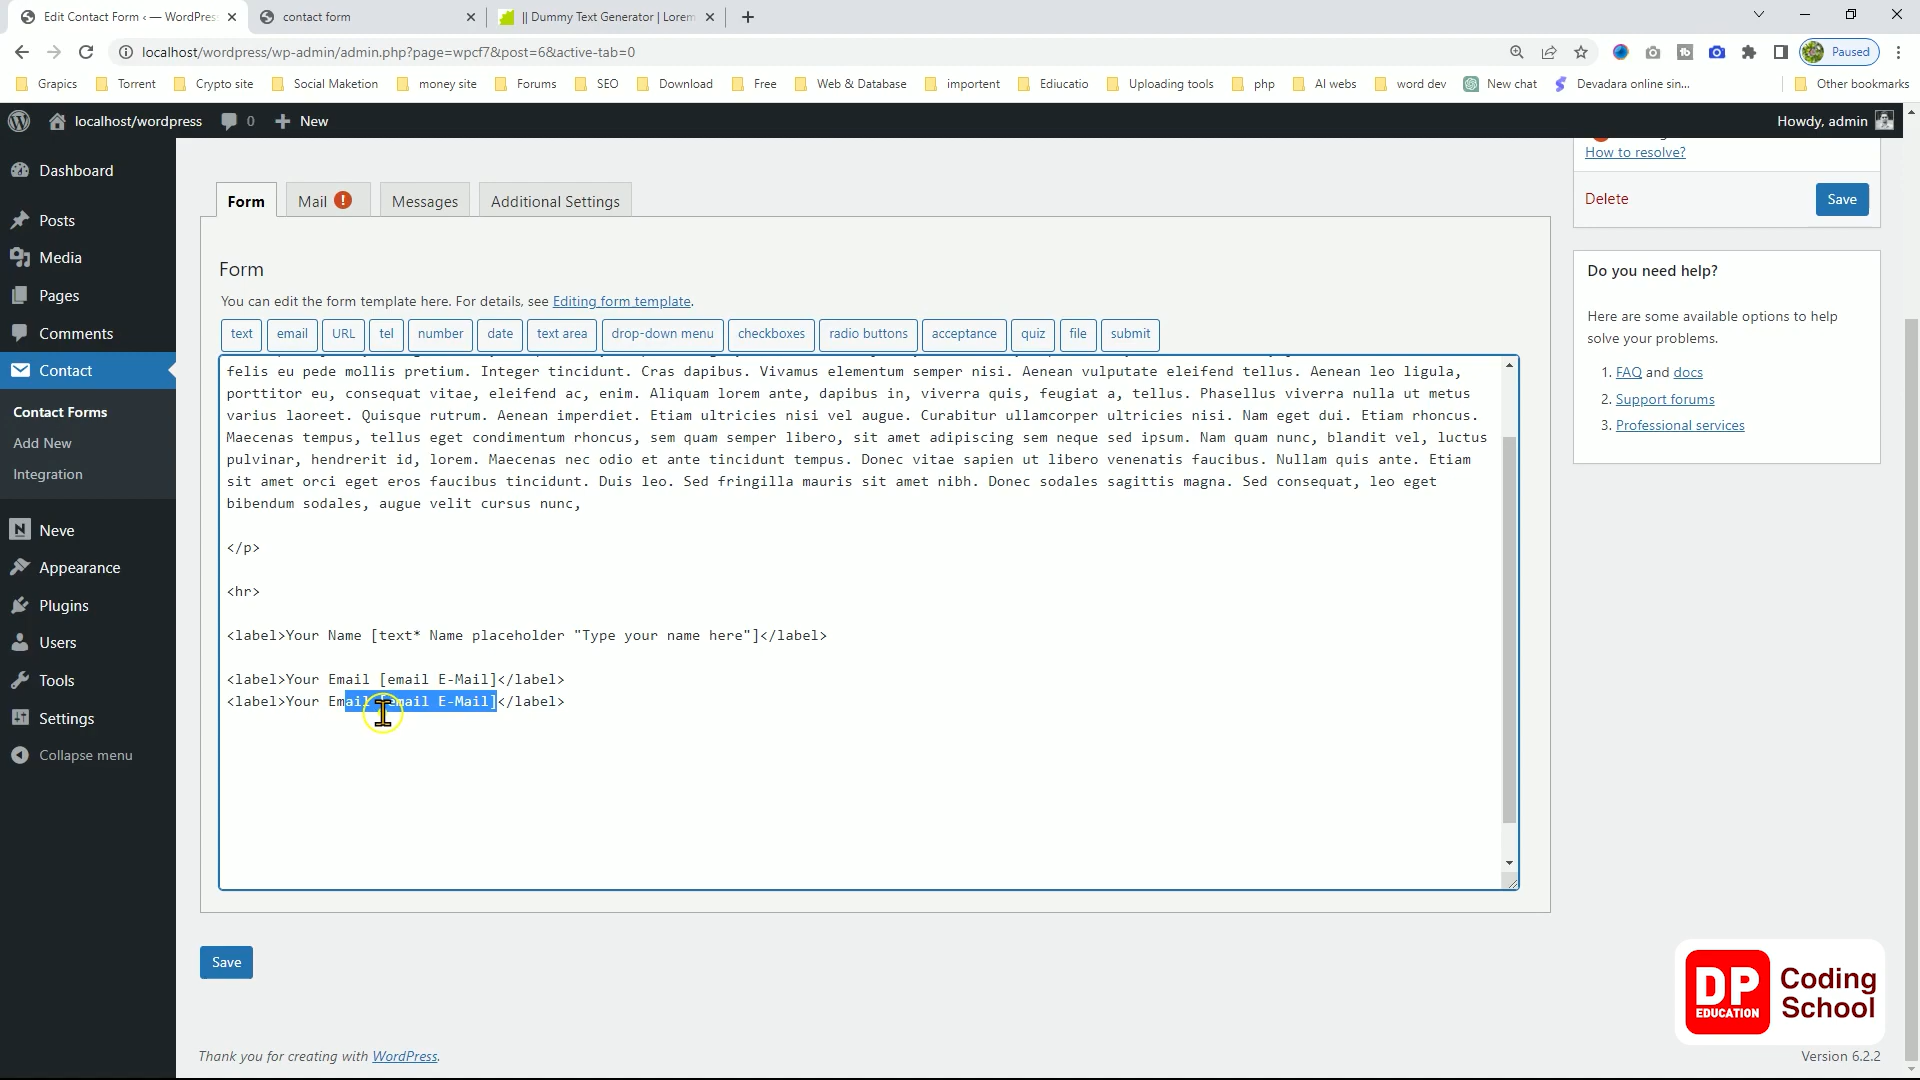 Edit Contact Form ‹ — WordPres
contact form
|| Dummy Text Generator | Lorem
localhost/wordpress/wp-admin/admin.php?page=wpcf7&post=6&active-tab=0
Paused
Grapics
Torrent
Crypto site
Social Maketion
money site
Forums
SEO
Download
Free
Web & Database
importent
Educatio
Uploading tools
php
AI webs
word dev
New chat
Devadara online sin...
Other bookmarks
localhost/wordpress
0
New
Howdy, admin
Dashboard
Posts
Media
Pages
Comments
Contact
Contact Forms
Add New
Integration
Neve
Appearance
Plugins
Users
Tools
Settings
Collapse menu
Form
Mail
!
Messages
Additional Settings
Form
You can edit the form template here. For details, see Editing form template.
text
email
URL
tel
number
date
text area
drop-down menu
checkboxes
radio buttons
acceptance
quiz
file
submit
felis eu pede mollis pretium. Integer tincidunt. Cras dapibus. Vivamus elementum semper nisi. Aenean vulputate eleifend tellus. Aenean leo ligula,
porttitor eu, consequat vitae, eleifend ac, enim. Aliquam lorem ante, dapibus in, viverra quis, feugiat a, tellus. Phasellus viverra nulla ut metus
varius laoreet. Quisque rutrum. Aenean imperdiet. Etiam ultricies nisi vel augue. Curabitur ullamcorper ultricies nisi. Nam eget dui. Etiam rhoncus.
Maecenas tempus, tellus eget condimentum rhoncus, sem quam semper libero, sit amet adipiscing sem neque sed ipsum. Nam quam nunc, blandit vel, luctus
pulvinar, hendrerit id, lorem. Maecenas nec odio et ante tincidunt tempus. Donec vitae sapien ut libero venenatis faucibus. Nullam quis ante. Etiam
sit amet orci eget eros faucibus tincidunt. Duis leo. Sed fringilla mauris sit amet nibh. Donec sodales sagittis magna. Sed consequat, leo eget
bibendum sodales, augue velit cursus nunc,
</p>
<hr>
<label>Your Name [text* Name placeholder "Type your name here"]</label>
<label>Your Email [email E-Mail]</label>
<label>Your Email [email E-Mail]</label>
Save
Thank you for creating with WordPress.
How to resolve?
Delete
Save
Do you need help?
Here are some available options to help
solve your problems.
1. FAQ and docs
2. Support forums
3. Professional services
DP
EDUCATION
Coding
School
Version 6.2.2